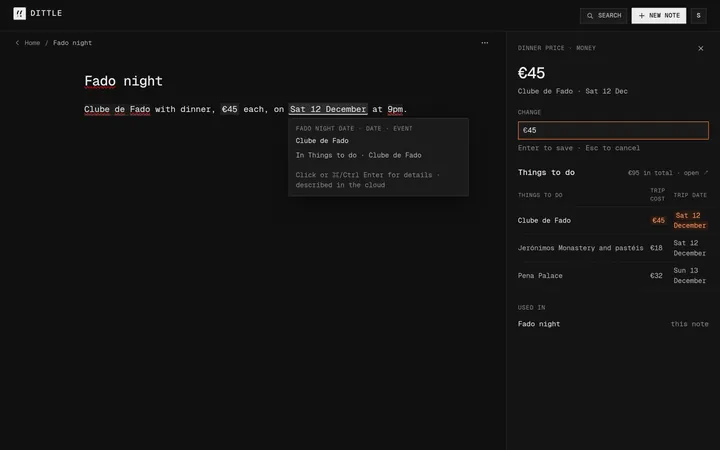 DITTLE
SEARCH
+ NEW NOTE
S
< Home / Fado night
Fado night
Clube de Fado with dinner, €45 each, on Sat 12 December at 9pm.
FADO NIGHT DATE · DATE · EVENT
Clube de Fado
In Things to do · Clube de Fado
Click or ⌘/Ctrl Enter for details ·
described in the cloud
DINNER PRICE · MONEY
€45
Clube de Fado · Sat 12 Dec
CHANGE
€45
Enter to save · Esc to cancel
Things to do €95 in total · open ↗
THINGS TO DO TRIP COST TRIP DATE
Clube de Fado €45 Sat 12 December
Jerónimos Monastery and pastéis €18 Sat 12 December
Pena Palace €32 Sun 13 December
USED IN
Fado night this note